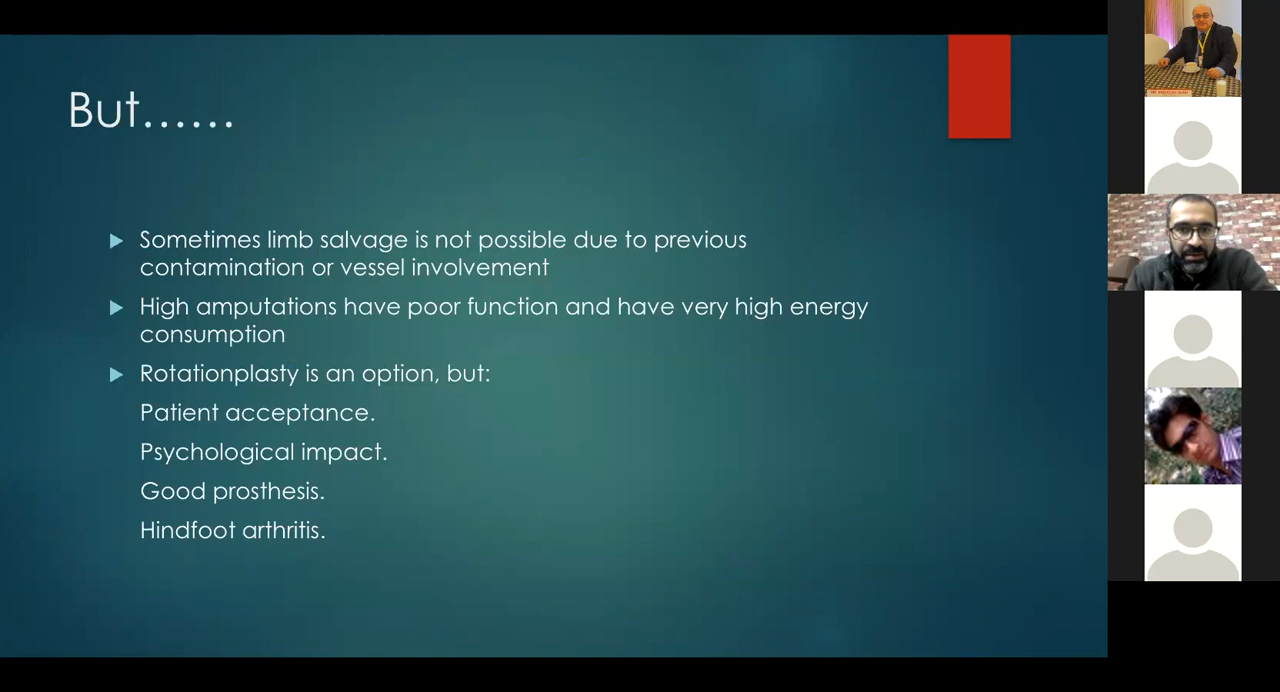 But......
Sometimes limb salvage is not possible due to previous
contamination or vessel involvement
High amputations have poor function and have very high energy
consumption
Rotationplasty is an option, but:
Patient acceptance.
Psychological impact.
Good prosthesis.
Hindfoot arthritis.